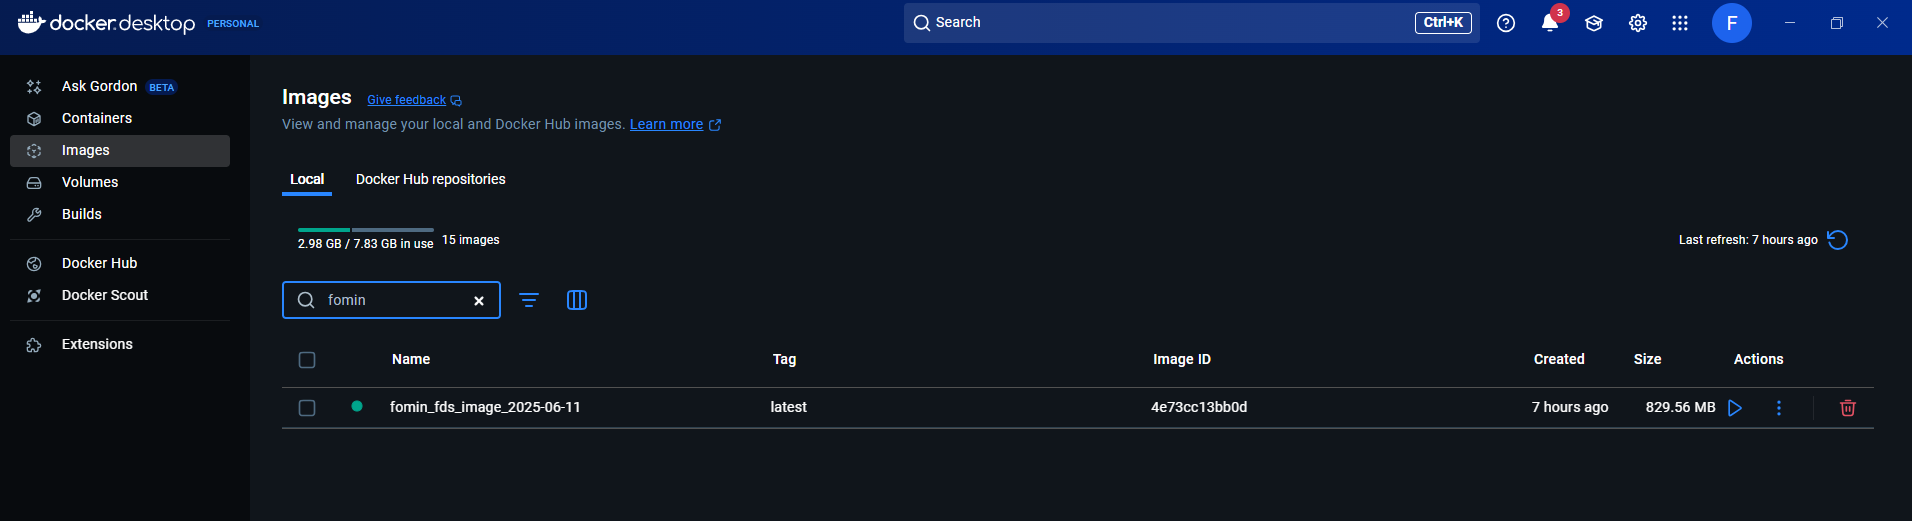 docker.desktop PERSONAL
Search
Ctrl+K
3
F
Ask Gordon BETA
Containers
Images
Volumes
Builds
Docker Hub
Docker Scout
Extensions
Images Give feedback
View and manage your local and Docker Hub images. Learn more
Local Docker Hub repositories
2.98 GB / 7.83 GB in use 15 images
Last refresh: 7 hours ago
fomin
Name Tag Image ID Created Size Actions
fomin_fds_image_2025-06-11 latest 4e73cc13bb0d 7 hours ago 829.56 MB